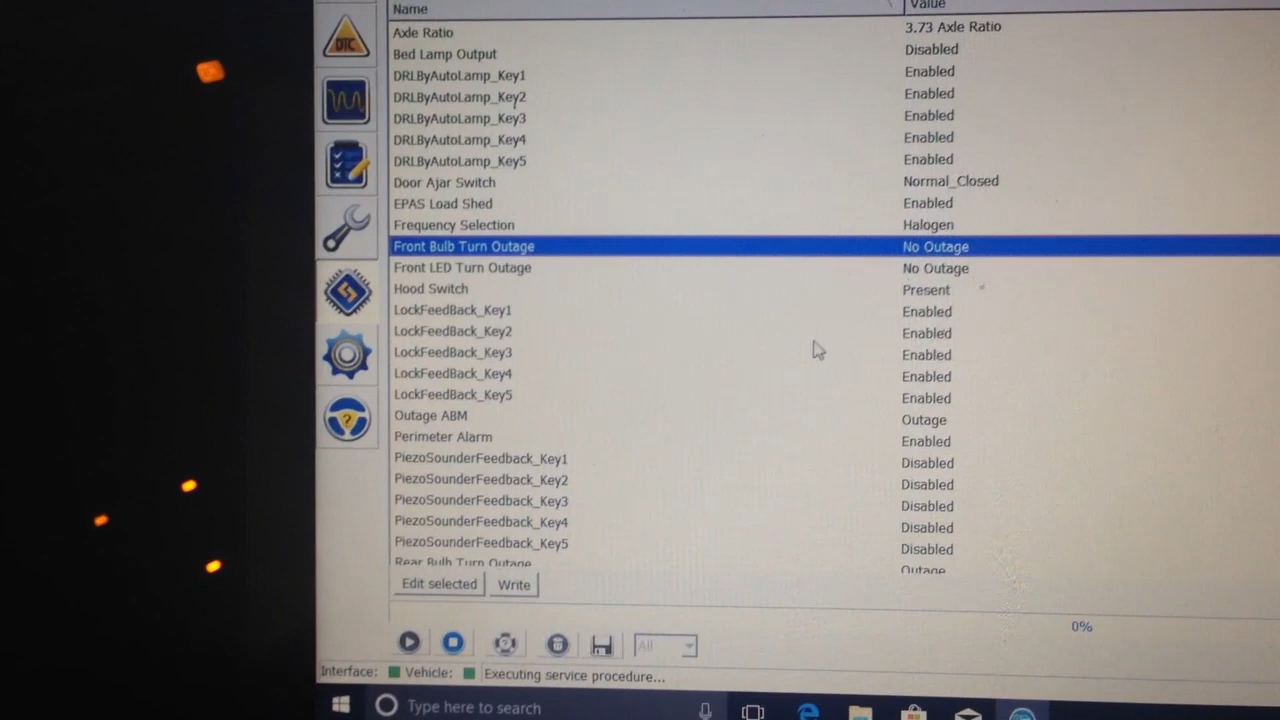 Name Value
Axle Ratio 3.73 Axle Ratio
Bed Lamp Output Disabled
DRLByAutoLamp_Key1 Enabled
DRLByAutoLamp_Key2 Enabled
DRLByAutoLamp_Key3 Enabled
DRLByAutoLamp_Key4 Enabled
DRLByAutoLamp_Key5 Enabled
Door Ajar Switch Normal_Closed
EPAS Load Shed Enabled
Frequency Selection Halogen
Front Bulb Turn Outage No Outage
Front LED Turn Outage No Outage
Hood Switch Present
LockFeedBack_Key1 Enabled
LockFeedBack_Key2 Enabled
LockFeedBack_Key3 Enabled
LockFeedBack_Key4 Enabled
LockFeedBack_Key5 Enabled
Outage ABM Outage
Perimeter Alarm Enabled
PiezoSounderFeedback_Key1 Disabled
PiezoSounderFeedback_Key2 Disabled
PiezoSounderFeedback_Key3 Disabled
PiezoSounderFeedback_Key4 Disabled
PiezoSounderFeedback_Key5 Disabled
Rear Bulb Turn Outage Outage
Edit selected Write
0%
All
Interface: Vehicle: Executing service procedure...
Type here to search
DTC
?